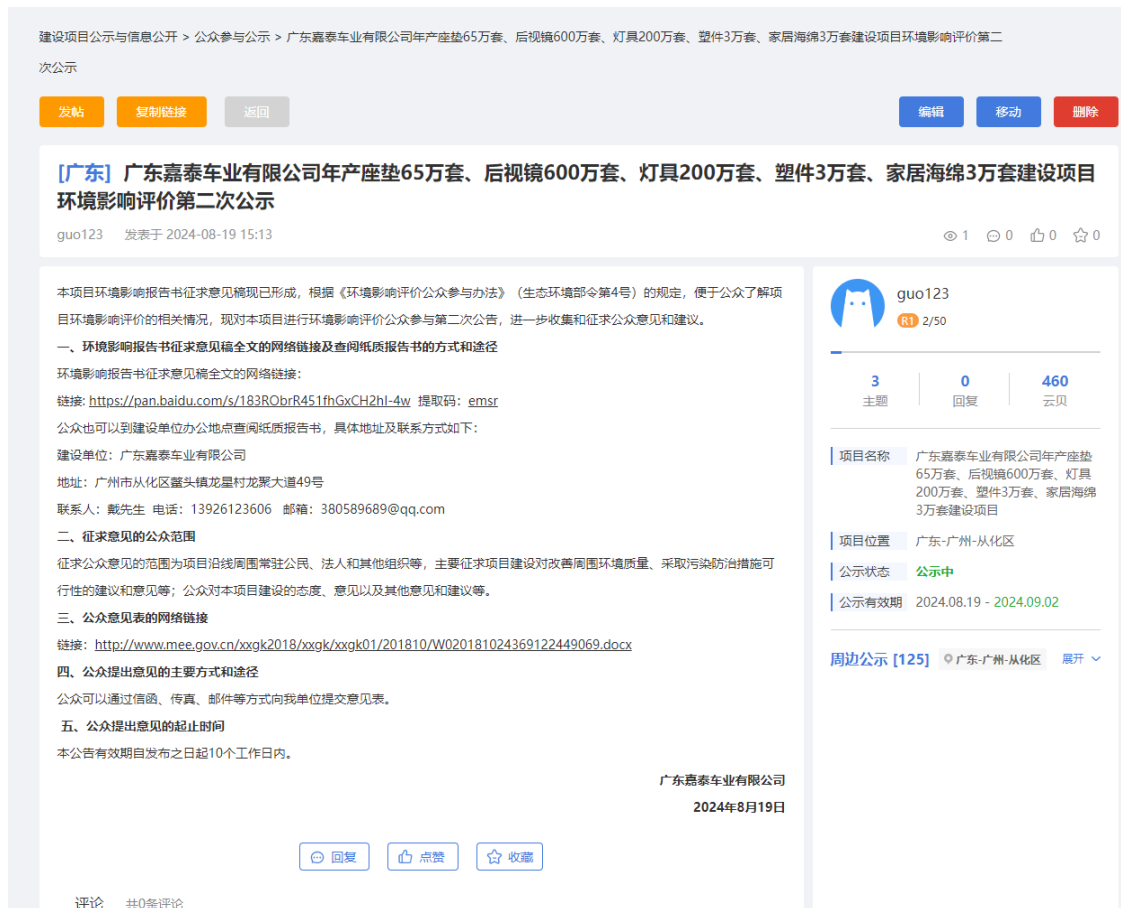 建设项目公示与信息公开 > 公众参与公示 > 广东嘉泰车业有限公司年产座垫65万套、后视镜600万套、灯具200万套、塑件3万套、家居海绵3万套建设项目环境影响评价第二
次公示
发帖 复制链接 返回 编辑 移动 删除
[广东] 广东嘉泰车业有限公司年产座垫65万套、后视镜600万套、灯具200万套、塑件3万套、家居海绵3万套建设项目
环境影响评价第二次公示
guo123 发表于 2024-08-19 15:13 1 0 0 0
本项目环境影响报告书征求意见稿现已形成，根据《环境影响评价公众参与办法》（生态环境部令第4号）的规定，便于公众了解项
目环境影响评价的相关情况，现对本项目进行环境影响评价公众参与第二次公告，进一步收集和征求公众意见和建议。
一、环境影响报告书征求意见稿全文的网络链接及查阅纸质报告书的方式和途径
环境影响报告书征求意见稿全文的网络链接：
链接: https://pan.baidu.com/s/183RObrR451fhGxCH2hI-4w 提取码：emsr
公众也可以到建设单位办公地点查阅纸质报告书，具体地址及联系方式如下：
建设单位：广东嘉泰车业有限公司
地址：广州市从化区鳌头镇龙星村龙聚大道49号
联系人：戴先生 电话：13926123606 邮箱：380589689@qq.com
二、征求意见的公众范围
征求公众意见的范围为项目沿线周围常驻公民、法人和其他组织等，主要征求项目建设对改善周围环境质量、采取污染防治措施可
行性的建议和意见等；公众对本项目建设的态度、意见以及其他意见和建议等。
三、公众意见表的网络链接
链接：http://www.mee.gov.cn/xxgk2018/xxgk/xxgk01/201810/W020181024369122449069.docx
四、公众提出意见的主要方式和途径
公众可以通过信函、传真、邮件等方式向我单位提交意见表。
五、公众提出意见的起止时间
本公告有效期自发布之日起10个工作日内。
广东嘉泰车业有限公司
2024年8月19日
回复 点赞 收藏
评论 共0条评论
guo123
R1 2/50
3 0 460
主题 回复 云贝
项目名称 广东嘉泰车业有限公司年产座垫
65万套、后视镜600万套、灯具
200万套、塑件3万套、家居海绵
3万套建设项目
项目位置 广东-广州-从化区
公示状态 公示中
公示有效期 2024.08.19 - 2024.09.02
周边公示 [125] 广东-广州-从化区 展开